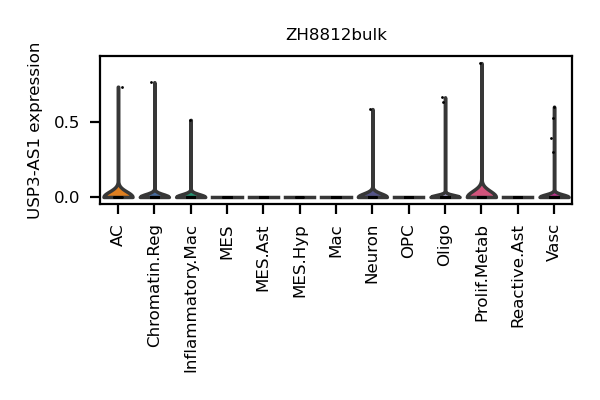 ZH8812bulk
USP3-AS1 expression
0.5
0.0
AC
Chromatin.Reg
Inflammatory.Mac
MES
MES.Ast
MES.Hyp
Mac
Neuron
OPC
Oligo
Prolif.Metab
Reactive.Ast
Vasc